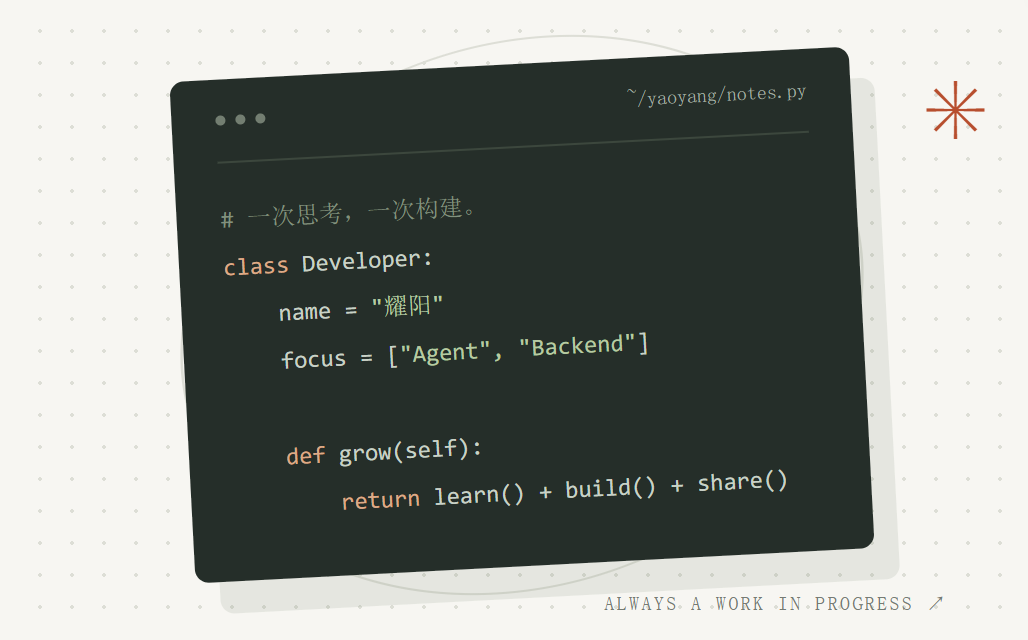 ~/yaoyang/notes.py
# 一次思考，一次构建。
class Developer:
    name = "耀阳"
    focus = ["Agent", "Backend"]
    def grow(self):
        return learn() + build() + share()
ALWAYS A WORK IN PROGRESS ↗